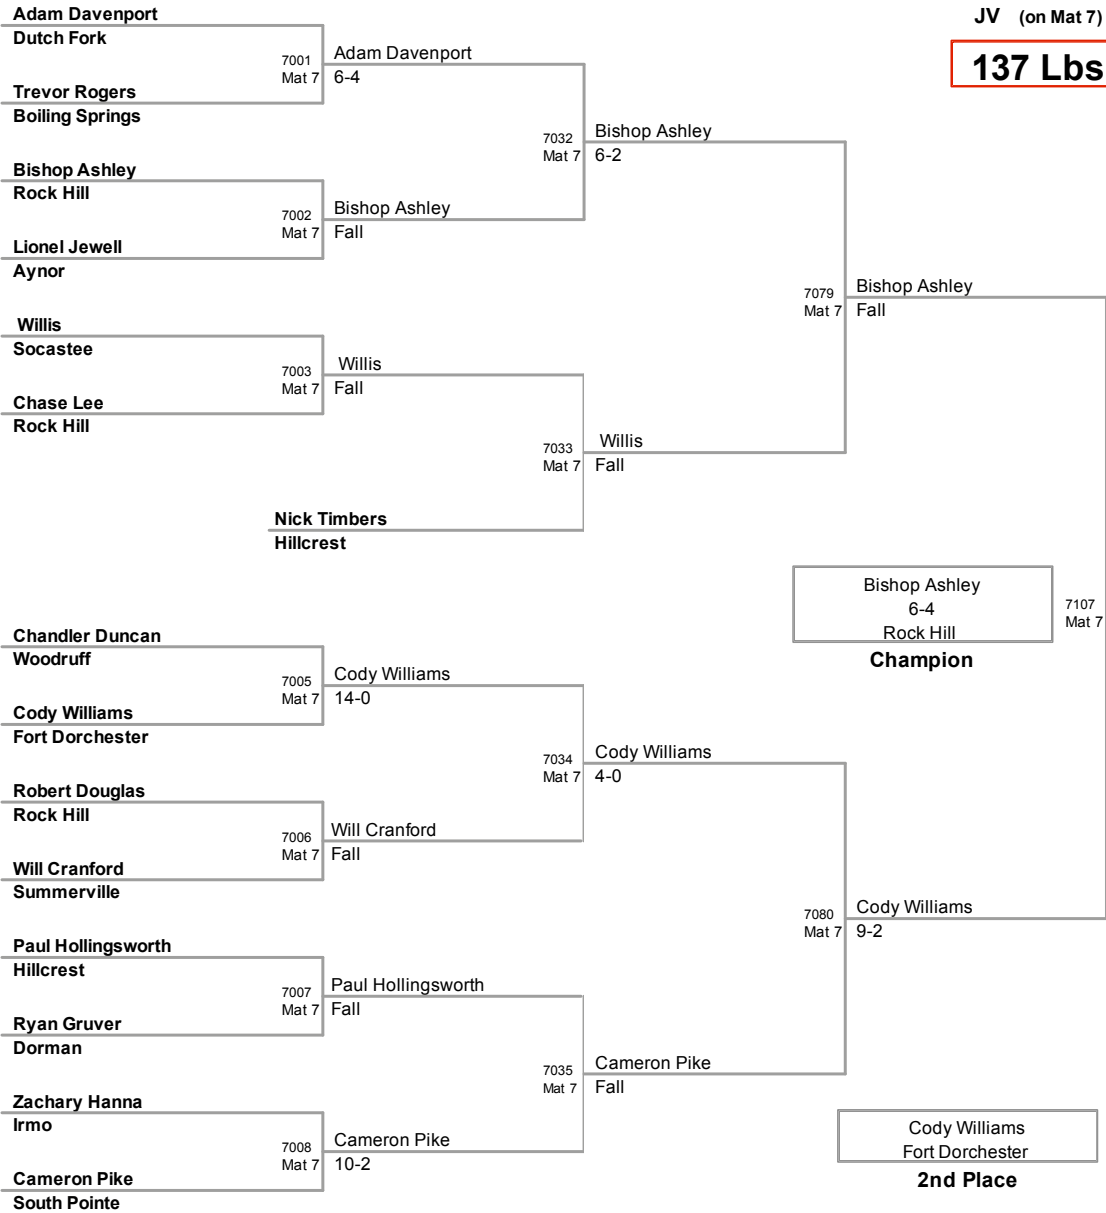 JV (on Mat 7)
137 Lbs
Adam Davenport
Dutch Fork
7001
Mat 7
Adam Davenport
6-4
Trevor Rogers
Boiling Springs
7032
Mat 7
Bishop Ashley
6-2
Bishop Ashley
Rock Hill
7002
Mat 7
Bishop Ashley
Fall
Lionel Jewell
Aynor
7079
Mat 7
Bishop Ashley
Fall
Willis
Socastee
7003
Mat 7
Willis
Fall
Chase Lee
Rock Hill
7033
Mat 7
Willis
Fall
Nick Timbers
Hillcrest
Bishop Ashley
6-4
Rock Hill
Champion
7107
Mat 7
Chandler Duncan
Woodruff
7005
Mat 7
Cody Williams
14-0
Cody Williams
Fort Dorchester
7034
Mat 7
Cody Williams
4-0
Robert Douglas
Rock Hill
7006
Mat 7
Will Cranford
Fall
Will Cranford
Summerville
7080
Mat 7
Cody Williams
9-2
Paul Hollingsworth
Hillcrest
7007
Mat 7
Paul Hollingsworth
Fall
Ryan Gruver
Dorman
7035
Mat 7
Cameron Pike
Fall
Zachary Hanna
Irmo
7008
Mat 7
Cameron Pike
10-2
Cameron Pike
South Pointe
Cody Williams
Fort Dorchester
2nd Place